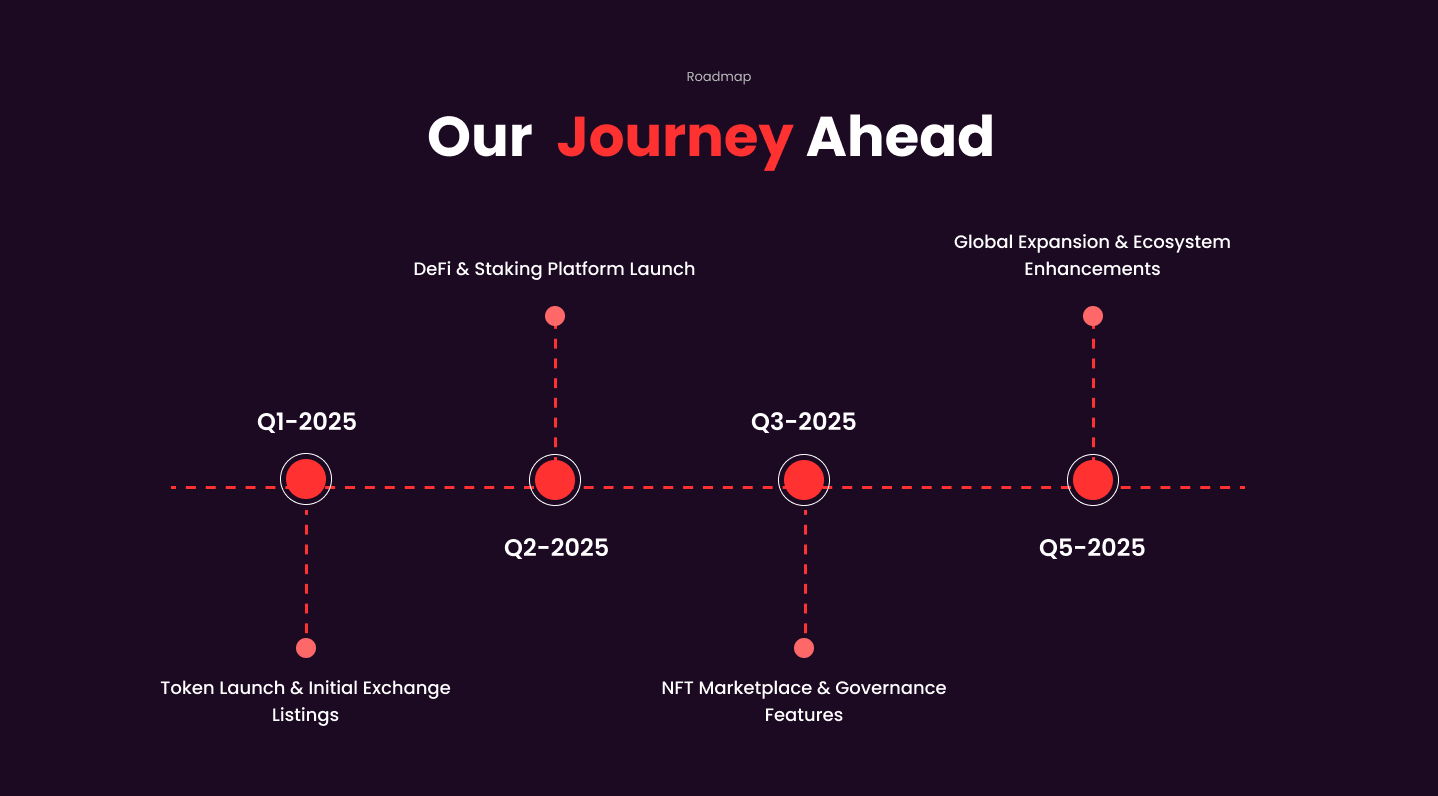 Roadmap
Our Journey Ahead
Global Expansion & Ecosystem
Enhancements
DeFi & Staking Platform Launch
Q1-2025
Q3-2025
Q2-2025
Q5-2025
Token Launch & Initial Exchange
Listings
NFT Marketplace & Governance
Features